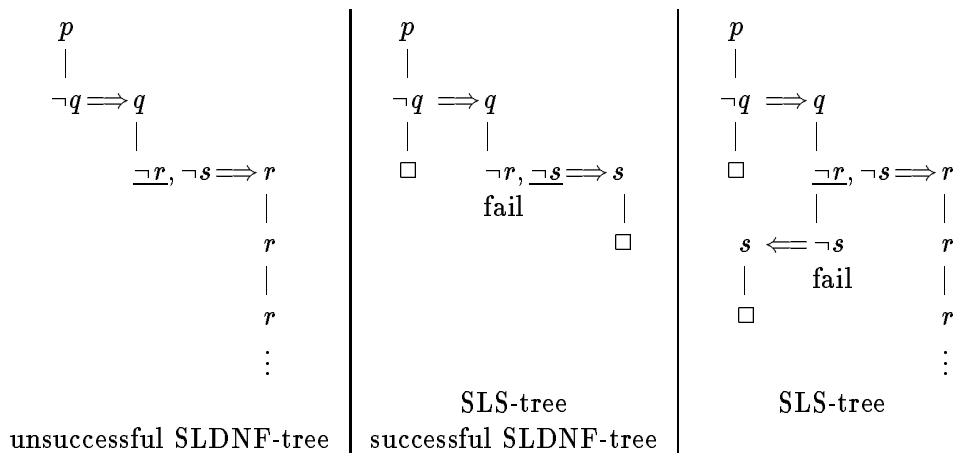 p
¬q ⟹ q
¬r, ¬s ⟹ r
r
r
⋮
unsuccessful SLDNF-tree
p
¬q ⟹ q
□ ¬r, ¬s ⟹ s
fail
□
SLS-tree
successful SLDNF-tree
p
¬q ⟹ q
□ ¬r, ¬s ⟹ r
s ⟸ ¬s r
fail
□ r
⋮
SLS-tree